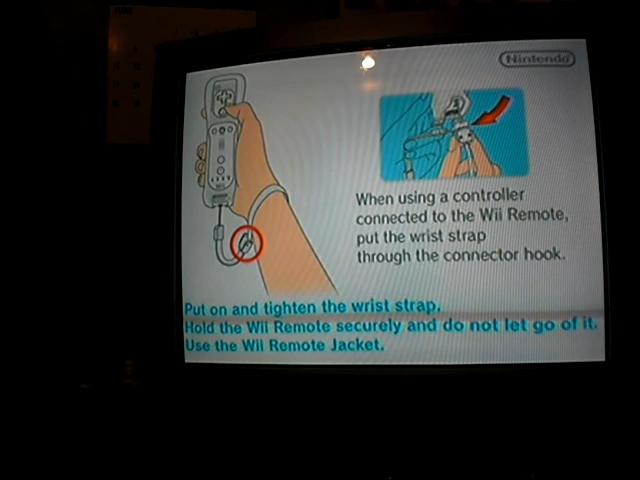 Nintendo
When using a controller
connected to the Wii Remote,
put the wrist strap
through the connector hook.
Put on and tighten the wrist strap.
Hold the Wii Remote securely and do not let go of it.
Use the Wii Remote Jacket.